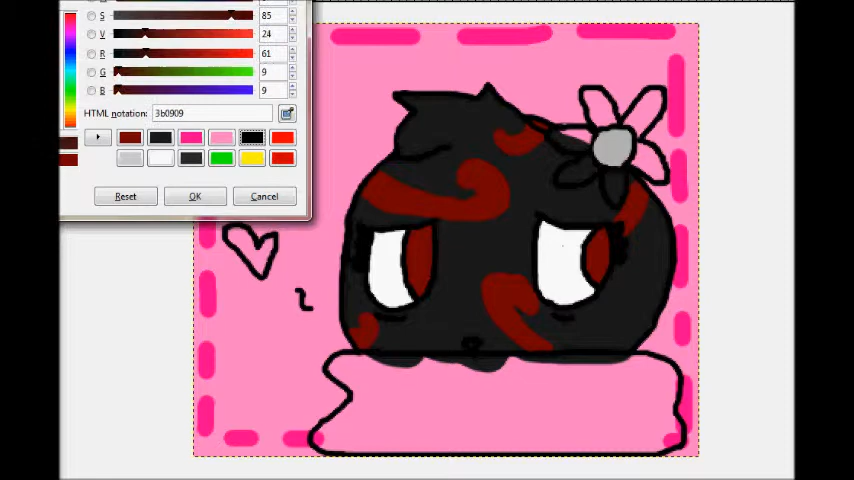 S 85
V 24
R 61
G 9
B 9
HTML notation: 3b0909
Reset OK Cancel